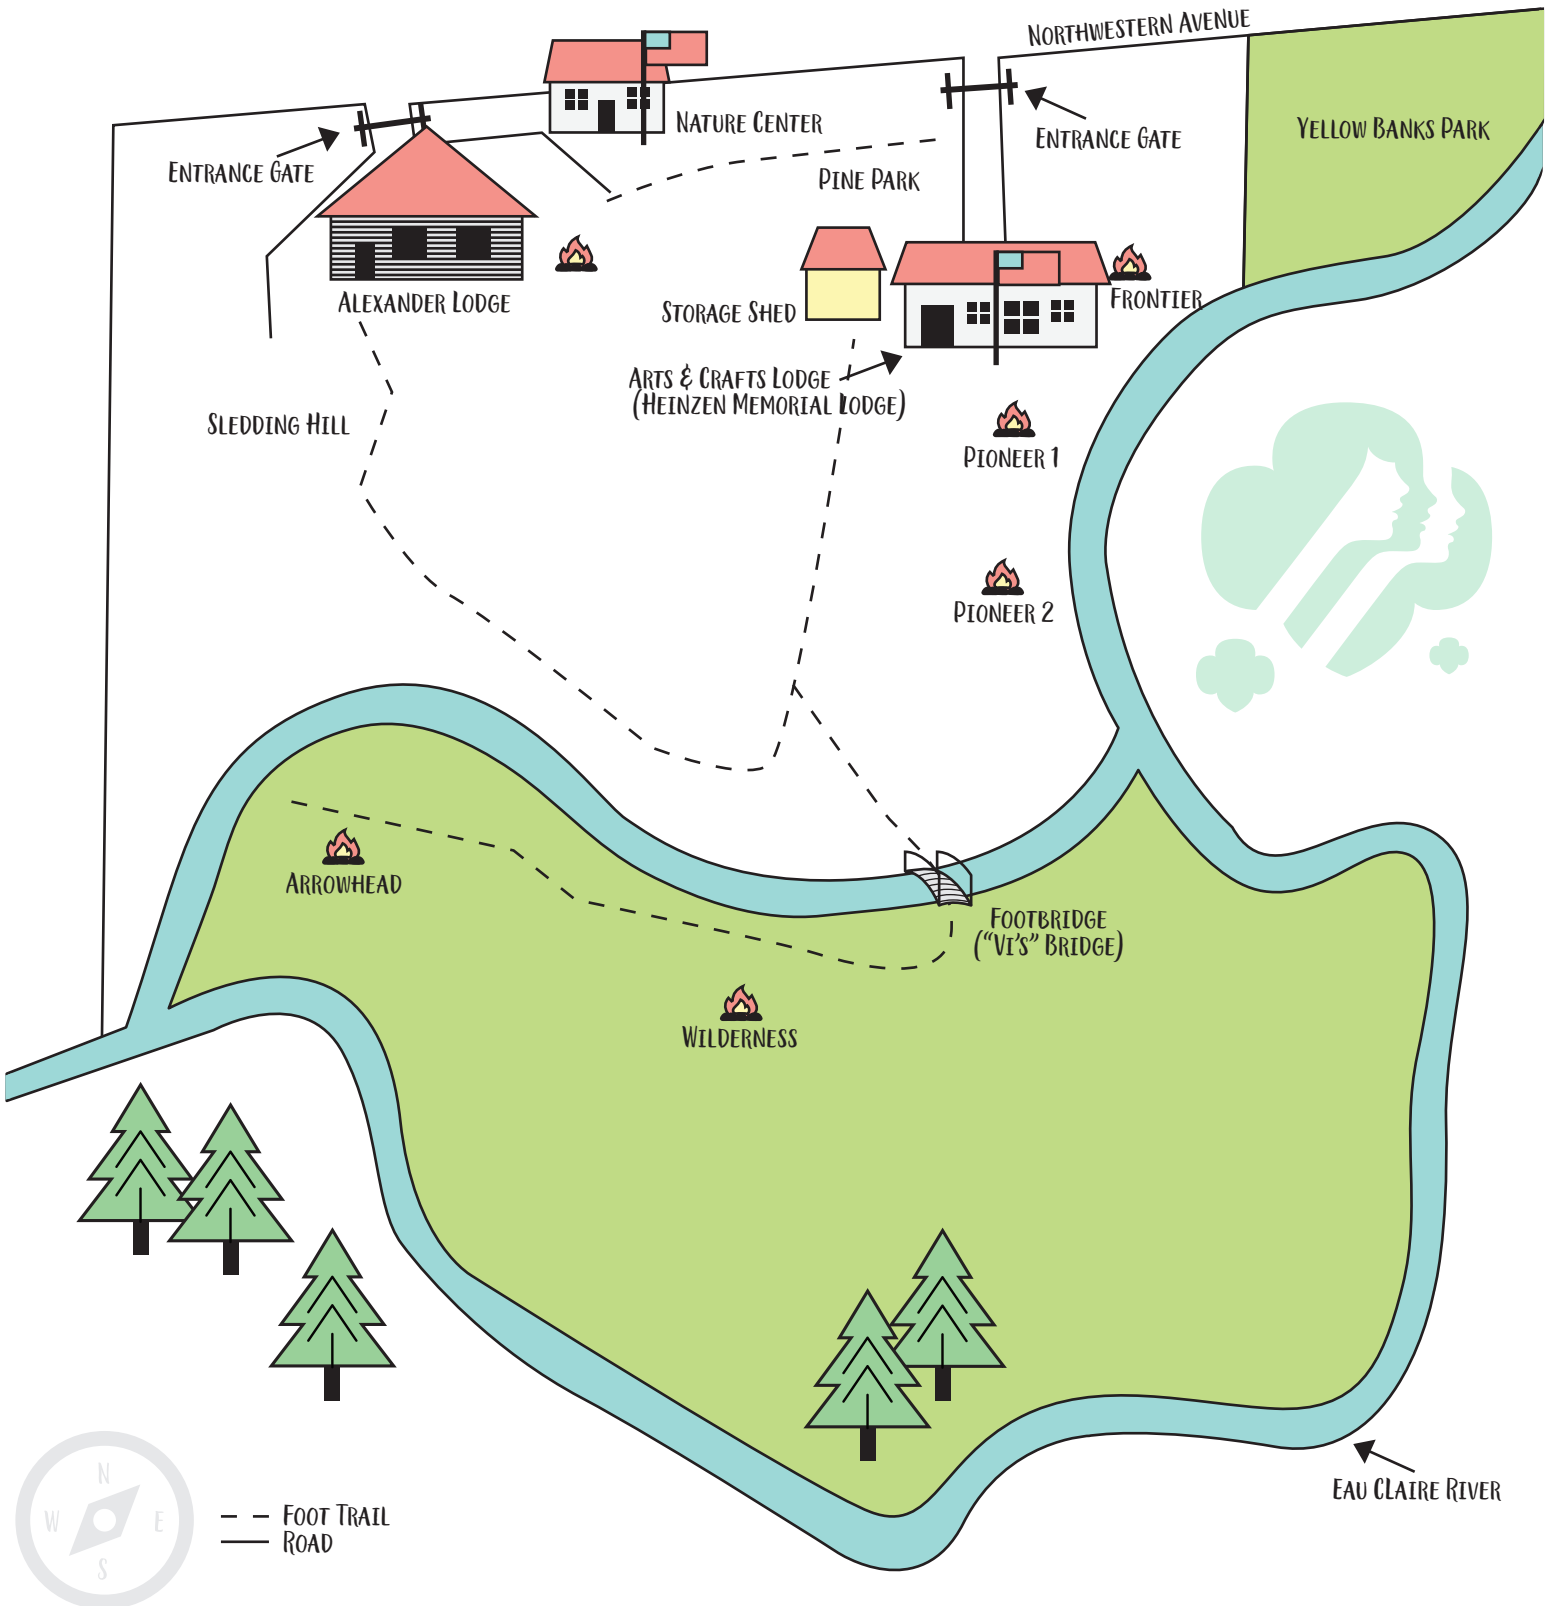 Northwestern Avenue
Nature Center
Entrance Gate
Yellow Banks Park
Entrance Gate
Pine Park
Alexander Lodge
Storage Shed
Frontier
Arts & Crafts Lodge
(Heinzen Memorial Lodge)
Sledding Hill
Pioneer 1
Pioneer 2
Arrowhead
Footbridge
("Vi's" Bridge)
Wilderness
Eau Claire River
N
W
E
S
Foot Trail
Road